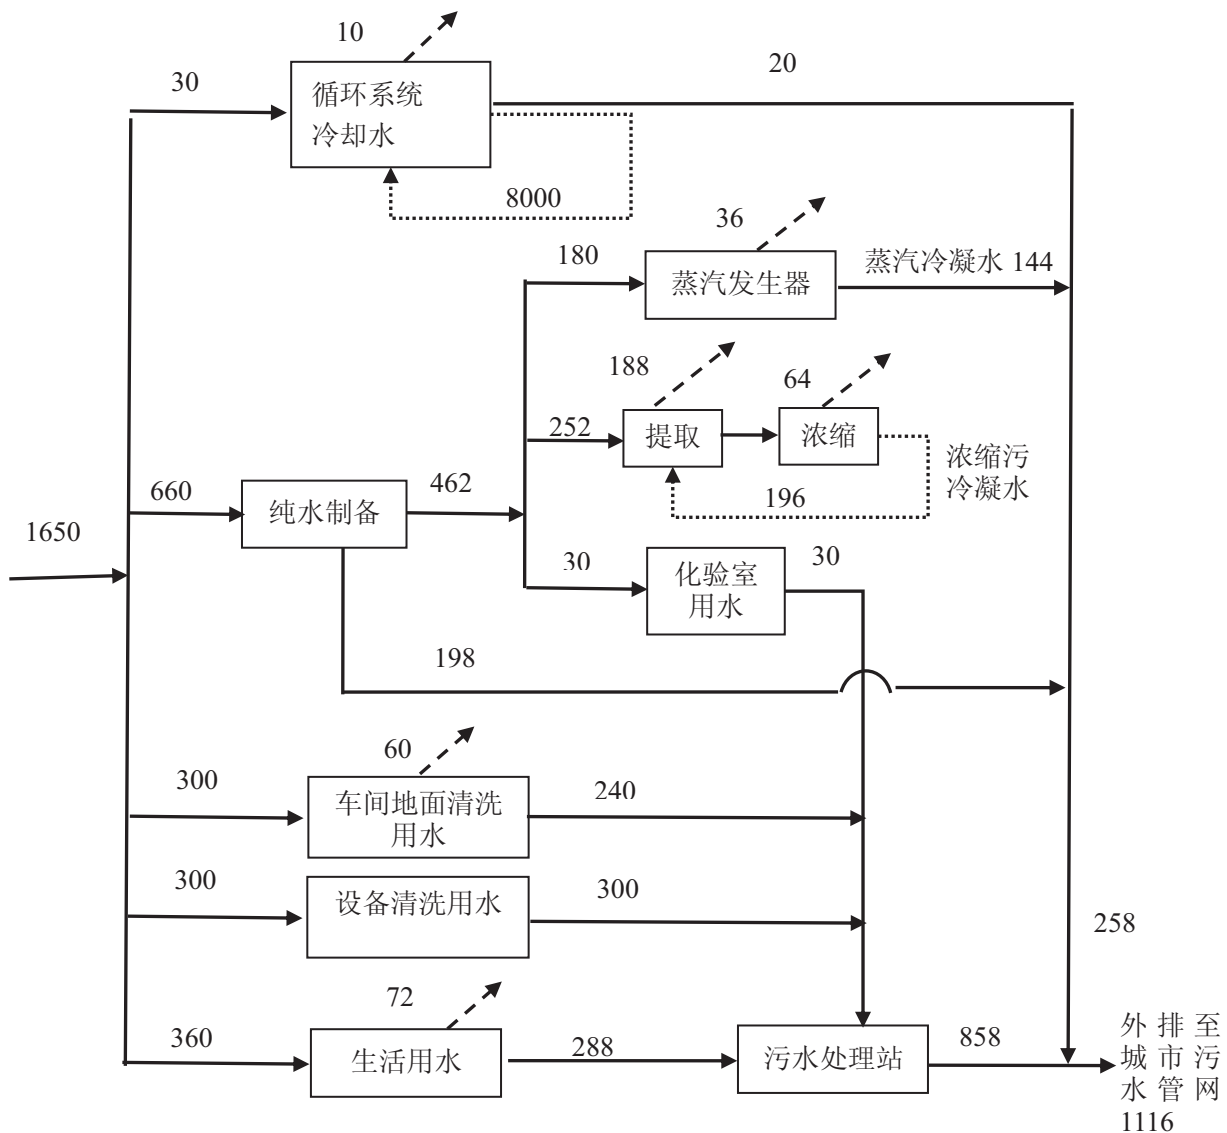 10
20
30
循环系统
冷却水
8000
36
180
蒸汽发生器
蒸汽冷凝水 144
188
64
252
提取
浓缩
浓缩污
冷凝水
196
660
纯水制备
462
1650
30
化验室
用水
30
198
60
300
车间地面清洗
用水
240
300
设备清洗用水
300
258
72
360
生活用水
288
污水处理站
858
外排至
城市污
水管网
1116